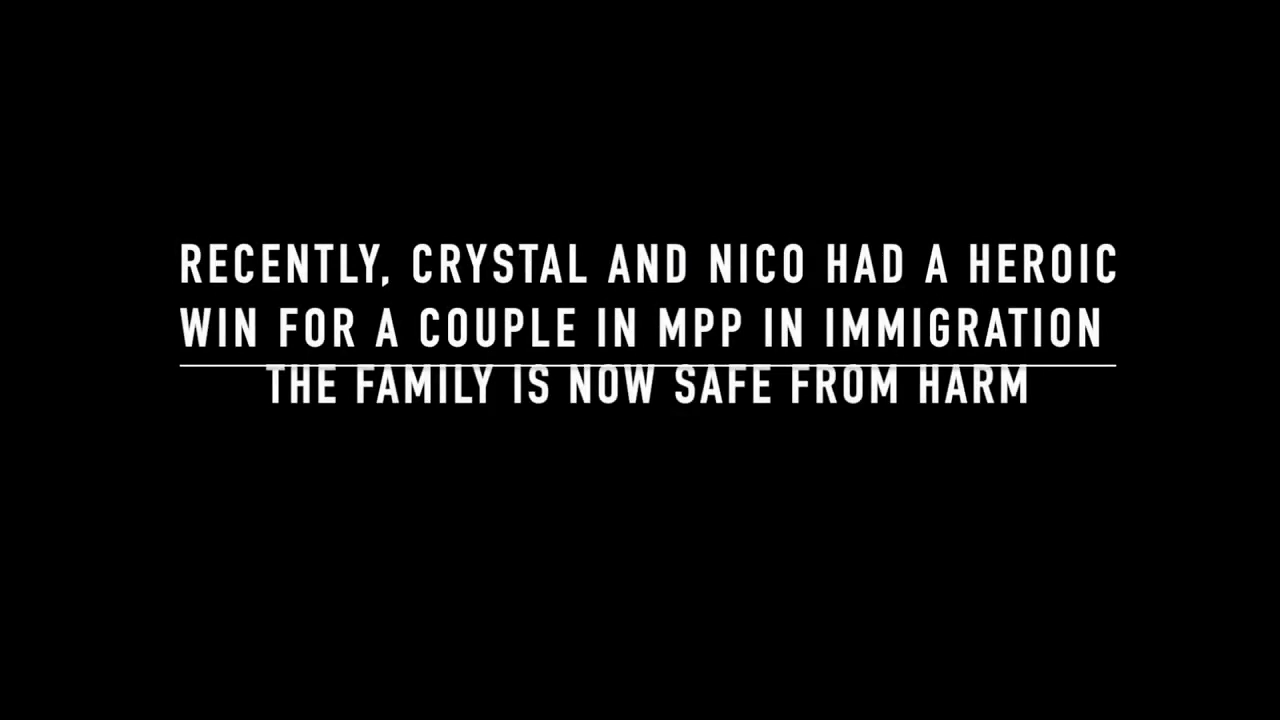 RECENTLY, CRYSTAL AND NICO HAD A HEROIC
WIN FOR A COUPLE IN MPP IN IMMIGRATION
THE FAMILY IS NOW SAFE FROM HARM